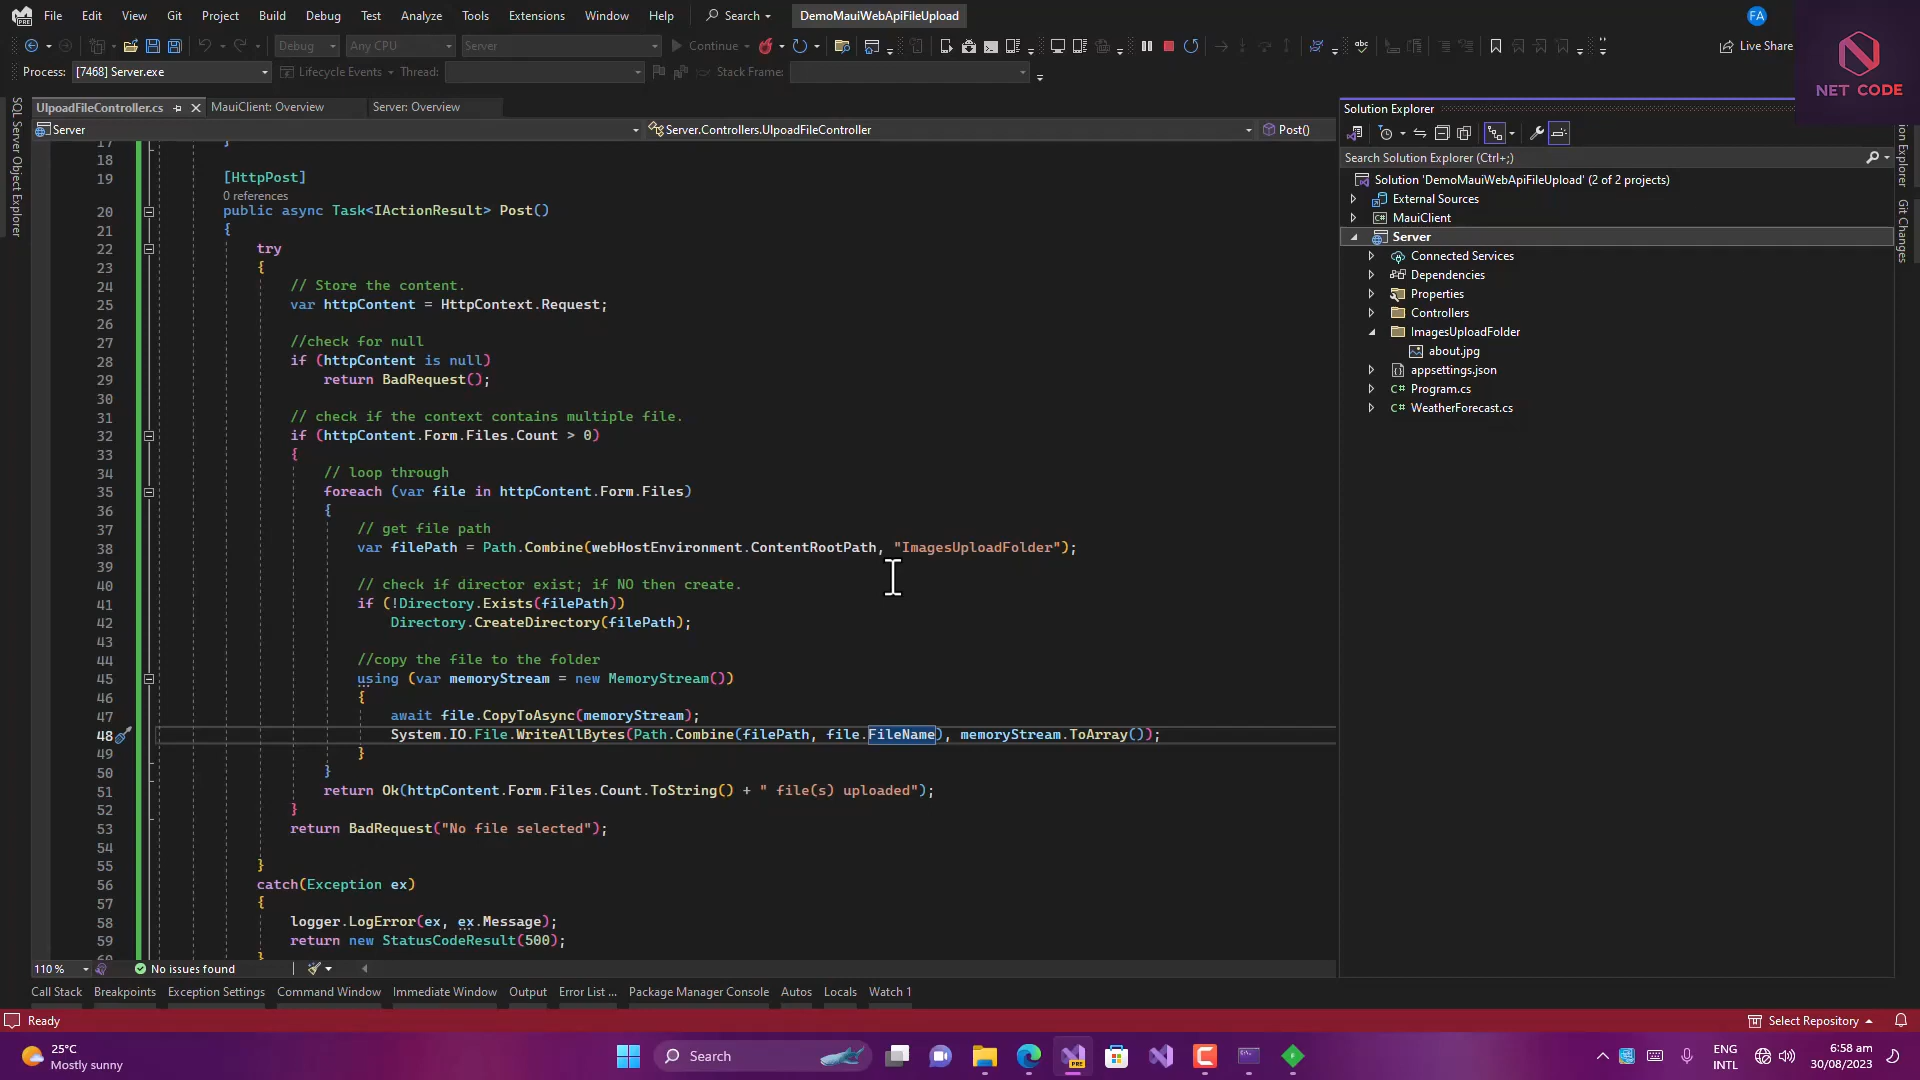 File Edit View Git Project Build Debug Test Analyze Tools Extensions Window Help Search DemoMauiWebApiFileUpload FA
Debug Any CPU Server Continue Live Share
Process: [7468] Server.exe Lifecycle Events Thread: Stack Frame:
NET CODE
SQL Server Object Explorer
UlpoadFileController.cs MauiClient: Overview Server: Overview
Server Server.Controllers.UlpoadFileController Post()
17 }
18
19 [HttpPost]
0 references
20 public async Task<IActionResult> Post()
21 {
22 try
23 {
24 // Store the content.
25 var httpContent = HttpContext.Request;
26
27 //check for null
28 if (httpContent is null)
29 return BadRequest();
30
31 // check if the context contains multiple file.
32 if (httpContent.Form.Files.Count > 0)
33 {
34 // loop through
35 foreach (var file in httpContent.Form.Files)
36 {
37 // get file path
38 var filePath = Path.Combine(webHostEnvironment.ContentRootPath, "ImagesUploadFolder");
39
40 // check if director exist; if NO then create.
41 if (!Directory.Exists(filePath))
42 Directory.CreateDirectory(filePath);
43
44 //copy the file to the folder
45 using (var memoryStream = new MemoryStream())
46 {
47 await file.CopyToAsync(memoryStream);
48 System.IO.File.WriteAllBytes(Path.Combine(filePath, file.FileName), memoryStream.ToArray());
49 }
50 }
51 return Ok(httpContent.Form.Files.Count.ToString() + " file(s) uploaded");
52 }
53 return BadRequest("No file selected");
54
55 }
56 catch(Exception ex)
57 {
58 logger.LogError(ex, ex.Message);
59 return new StatusCodeResult(500);
60 }
110 % No issues found
Solution Explorer
Search Solution Explorer (Ctrl+;)
Solution 'DemoMauiWebApiFileUpload' (2 of 2 projects)
External Sources
MauiClient
Server
Connected Services
Dependencies
Properties
Controllers
ImagesUploadFolder
about.jpg
appsettings.json
Program.cs
WeatherForecast.cs
Git Changes
Call Stack Breakpoints Exception Settings Command Window Immediate Window Output Error List ... Package Manager Console Autos Locals Watch 1
Ready Select Repository
25°C
Mostly sunny
Search
ENG
INTL
6:58 am
30/08/2023